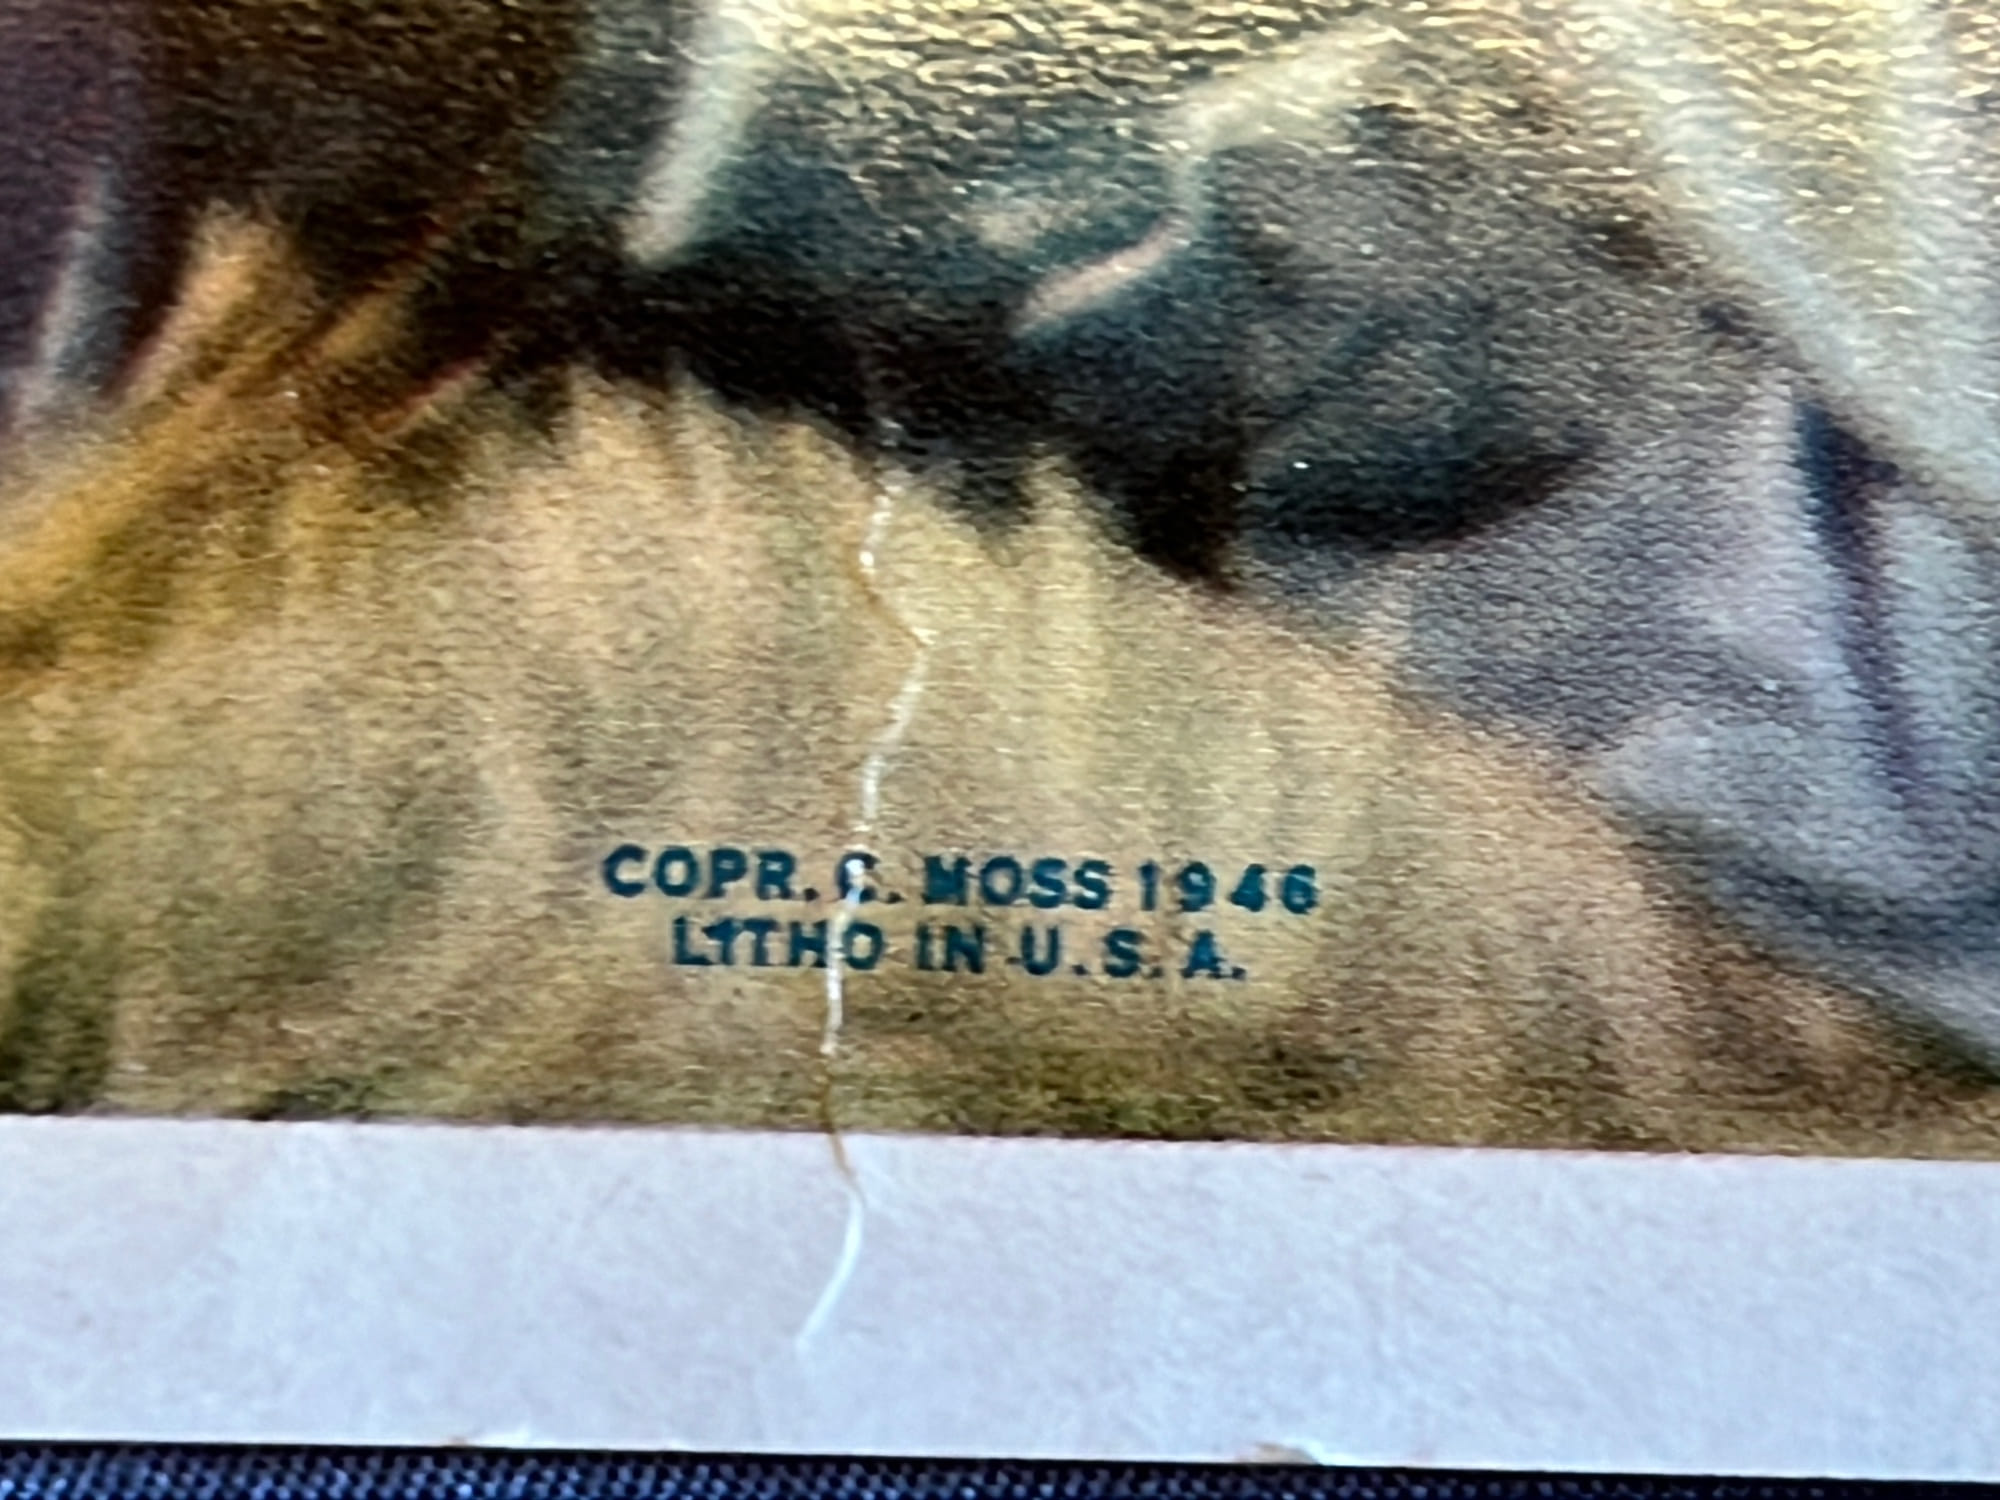 COPR. C. MOSS 1946
LITHO IN U.S.A.